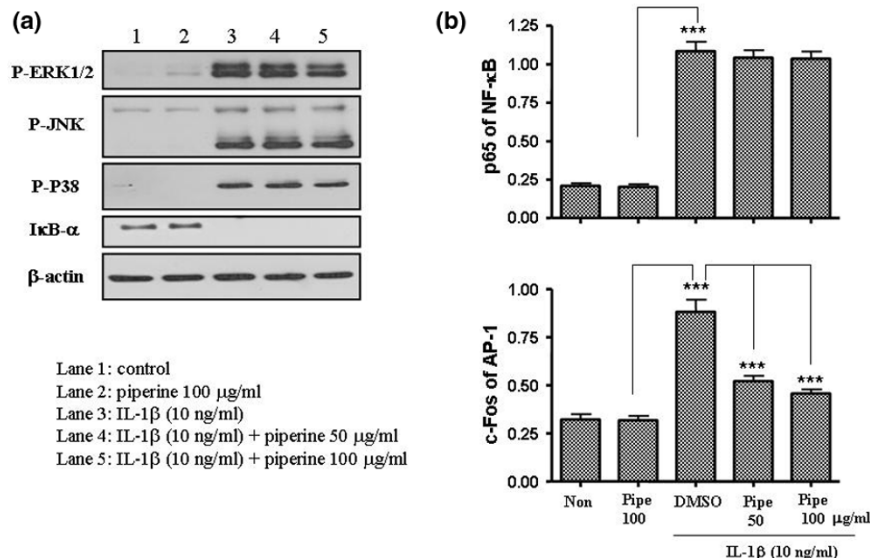 (a)
1 2 3 4 5
P-ERK1/2
P-JNK
P-P38
IκB-α
β-actin
Lane 1: control
Lane 2: piperine 100 μg/ml
Lane 3: IL-1β (10 ng/ml)
Lane 4: IL-1β (10 ng/ml) + piperine 50 μg/ml
Lane 5: IL-1β (10 ng/ml) + piperine 100 μg/ml
(b)
p65 of NF-κB
1.25
1.00
0.75
0.50
0.25
0.00
***
c-Fos of AP-1
1.00
0.75
0.50
0.25
0.00
***
***
***
Non Pipe 100 DMSO Pipe 50 Pipe 100 μg/ml
IL-1β (10 ng/ml)